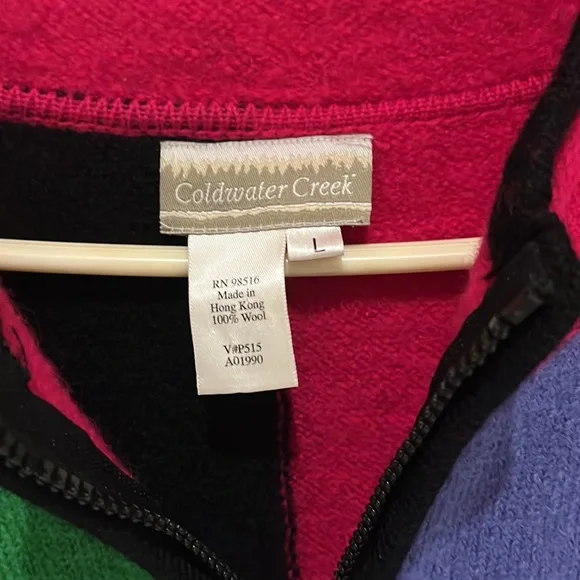 Coldwater Creek
L
RN 98516
Made in
Hong Kong
100% Wool
V#P515
A01990